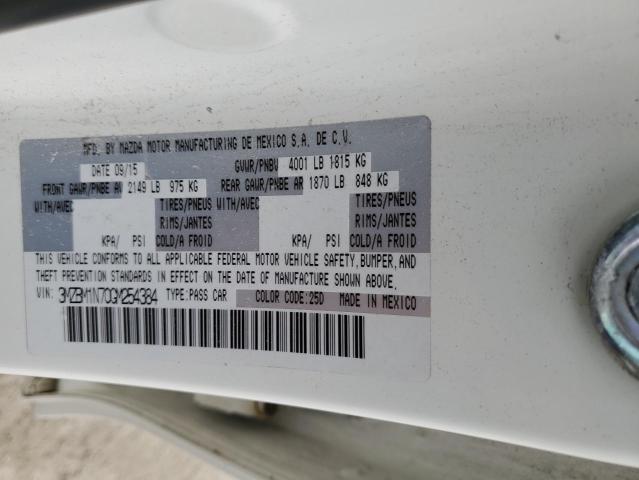 MFD. BY MAZDA MOTOR MANUFACTURING DE MEXICO S.A. DE C.V.
DATE 09/15 GVWR/PNBV 4001 LB 1815 KG
FRONT GAWR/PNBE AV 2149 LB 975 KG REAR GAWR/PNBE AR 1870 LB 848 KG
WITH/AVEC TIRES/PNEUS WITH/AVEC TIRES/PNEUS
RIMS/JANTES RIMS/JANTES
KPA/ PSI COLD/A FROID KPA/ PSI COLD/A FROID
THIS VEHICLE CONFORMS TO ALL APPLICABLE FEDERAL MOTOR VEHICLE SAFETY, BUMPER, AND
THEFT PREVENTION STANDARDS IN EFFECT ON THE DATE OF MANUFACTURE SHOWN ABOVE.
VIN: 3MZBM1N70GM254384 TYPE:PASS CAR COLOR CODE:25D MADE IN MEXICO